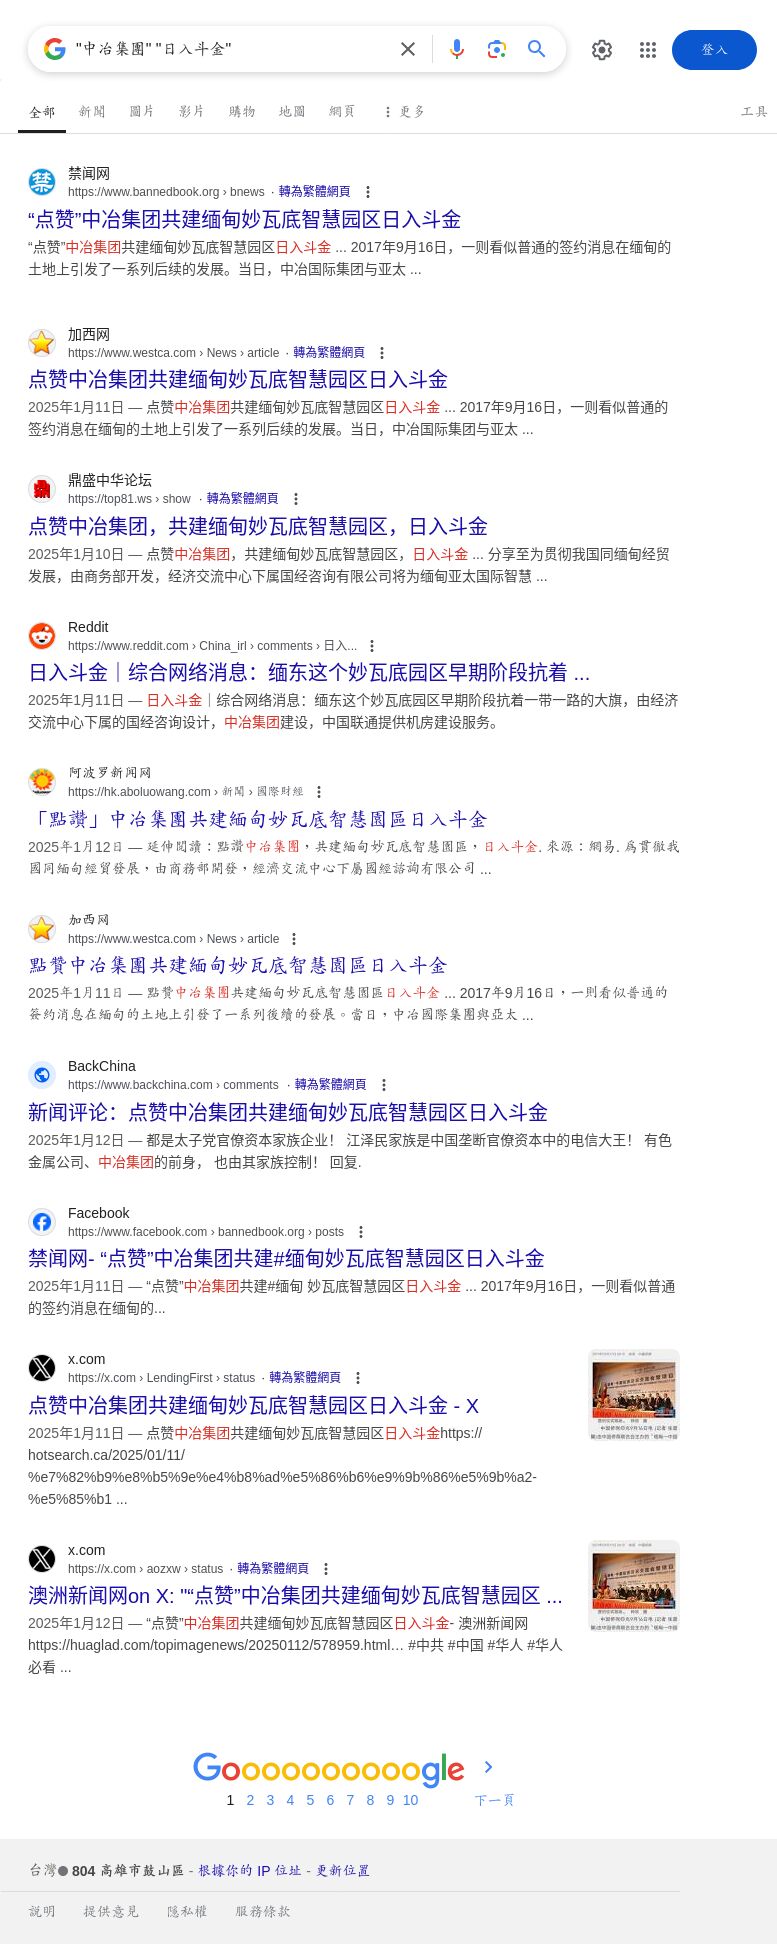 "中冶集團" "日入斗金"
登入
全部 新聞 圖片 影片 購物 地圖 網頁 更多 工具
禁闻网
https://www.bannedbook.org › bnews · 轉為繁體網頁
“点赞”中冶集团共建缅甸妙瓦底智慧园区日入斗金
“点赞”中冶集团共建缅甸妙瓦底智慧园区日入斗金 ... 2017年9月16日，一则看似普通的签约消息在缅甸的
土地上引发了一系列后续的发展。当日，中冶国际集团与亚太 ...
加西网
https://www.westca.com › News › article · 轉為繁體網頁
点赞中冶集团共建缅甸妙瓦底智慧园区日入斗金
2025年1月11日 — 点赞中冶集团共建缅甸妙瓦底智慧园区日入斗金 ... 2017年9月16日，一则看似普通的
签约消息在缅甸的土地上引发了一系列后续的发展。当日，中冶国际集团与亚太 ...
鼎盛中华论坛
https://top81.ws › show · 轉為繁體網頁
点赞中冶集团，共建缅甸妙瓦底智慧园区，日入斗金
2025年1月10日 — 点赞中冶集团，共建缅甸妙瓦底智慧园区，日入斗金 ... 分享至为贯彻我国同缅甸经贸
发展，由商务部开发，经济交流中心下属国经咨询有限公司将为缅甸亚太国际智慧 ...
Reddit
https://www.reddit.com › China_irl › comments › 日入...
日入斗金｜综合网络消息：缅东这个妙瓦底园区早期阶段抗着 ...
2025年1月11日 — 日入斗金｜综合网络消息：缅东这个妙瓦底园区早期阶段抗着一带一路的大旗，由经济
交流中心下属的国经咨询设计，中冶集团建设，中国联通提供机房建设服务。
阿波罗新闻网
https://hk.aboluowang.com › 新聞 › 國際財經
「點讚」中冶集團共建緬甸妙瓦底智慧園區日入斗金
2025年1月12日 — 延伸閱讀：點讚中冶集團，共建緬甸妙瓦底智慧園區，日入斗金. 來源：網易. 爲貫徹我
國同緬甸經貿發展，由商務部開發，經濟交流中心下屬國經諮詢有限公司 ...
加西网
https://www.westca.com › News › article
點贊中冶集團共建緬甸妙瓦底智慧園區日入斗金
2025年1月11日 — 點贊中冶集團共建緬甸妙瓦底智慧園區日入斗金 ... 2017年9月16日，一則看似普通的
簽約消息在緬甸的土地上引發了一系列後續的發展。當日，中冶國際集團與亞太 ...
BackChina
https://www.backchina.com › comments · 轉為繁體網頁
新闻评论：点赞中冶集团共建缅甸妙瓦底智慧园区日入斗金
2025年1月12日 — 都是太子党官僚资本家族企业！ 江泽民家族是中国垄断官僚资本中的电信大王！ 有色
金属公司、中冶集团的前身， 也由其家族控制！ 回复.
Facebook
https://www.facebook.com › bannedbook.org › posts
禁闻网- “点赞”中冶集团共建#缅甸妙瓦底智慧园区日入斗金
2025年1月11日 — “点赞”中冶集团共建#缅甸 妙瓦底智慧园区日入斗金 ... 2017年9月16日，一则看似普通
的签约消息在缅甸的...
x.com
https://x.com › LendingFirst › status · 轉為繁體網頁
点赞中冶集团共建缅甸妙瓦底智慧园区日入斗金 - X
2025年1月11日 — 点赞中冶集团共建缅甸妙瓦底智慧园区日入斗金https://
hotsearch.ca/2025/01/11/
%e7%82%b9%e8%b5%9e%e4%b8%ad%e5%86%b6%e9%9b%86%e5%9b%a2-
%e5%85%b1 ...
x.com
https://x.com › aozxw › status · 轉為繁體網頁
澳洲新闻网on X: "“点赞”中冶集团共建缅甸妙瓦底智慧园区 ...
2025年1月12日 — “点赞”中冶集团共建缅甸妙瓦底智慧园区日入斗金- 澳洲新闻网
https://huaglad.com/topimagenews/20250112/578959.html… #中共 #中国 #华人 #华人
必看 ...
Goooooooooogle
1 2 3 4 5 6 7 8 9 10 下一頁
台灣 804 高雄市鼓山區 - 根據你的 IP 位址 - 更新位置
說明 提供意見 隱私權 服務條款